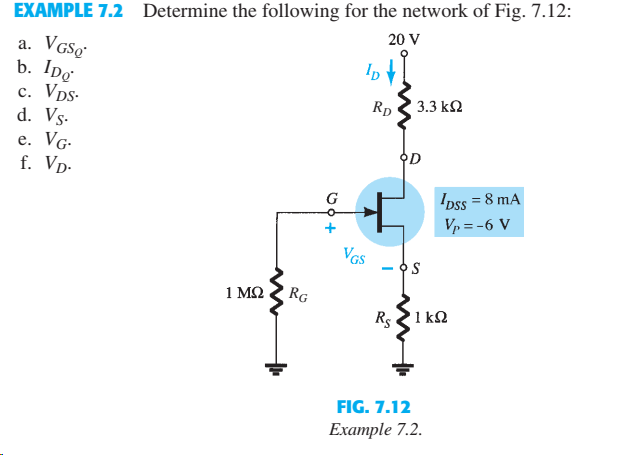 EXAMPLE 7.2 Determine the following for the network of Fig. 7.12:
a. VGSQ.
b. IDQ.
c. VDS.
d. VS.
e. VG.
f. VD.
20 V
ID
RD 3.3 kΩ
D
G
IDSS = 8 mA
VP = -6 V
+
VGS
– S
1 MΩ RG
RS 1 kΩ
FIG. 7.12
Example 7.2.